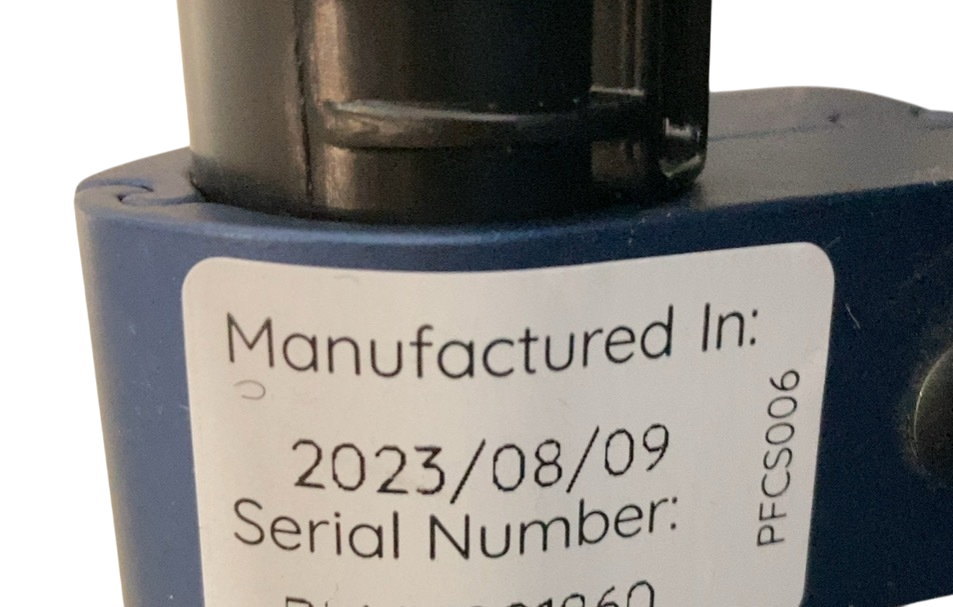 Manufactured In:
2023/08/09
Serial Number:
PFCS006